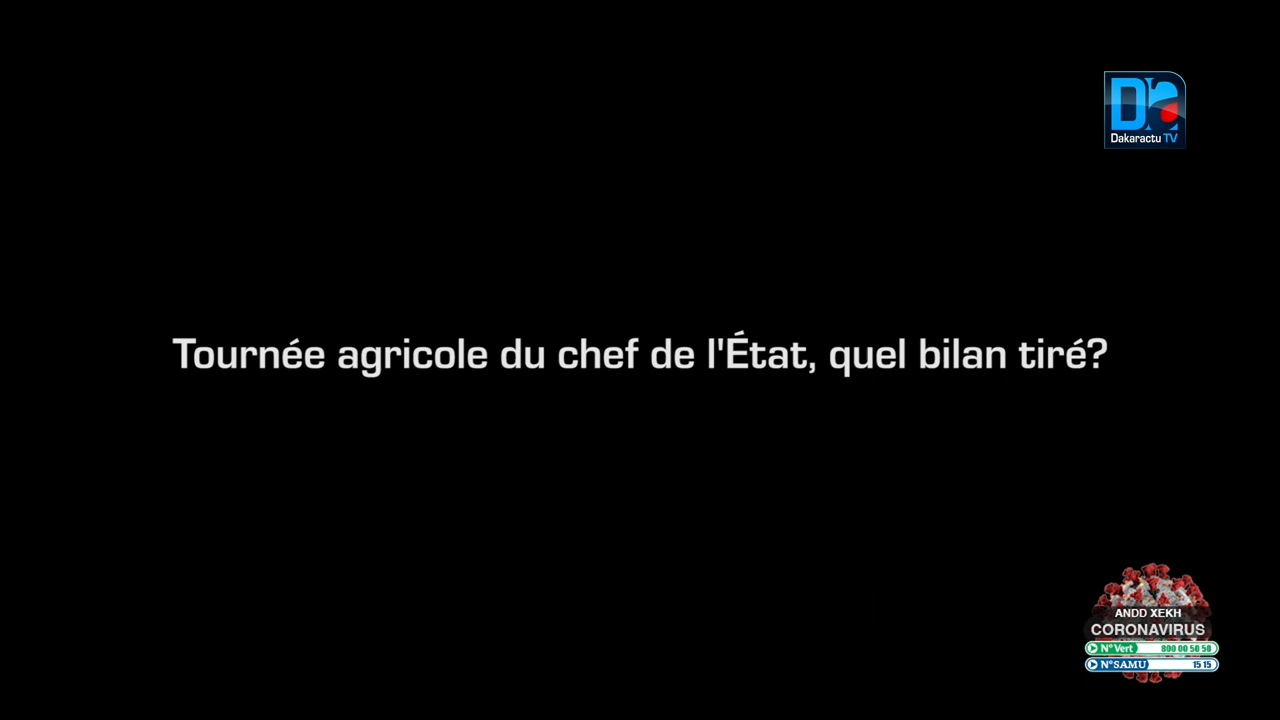 Dakaractu TV
Tournée agricole du chef de l'État, quel bilan tiré?
ANDD XEKH
CORONAVIRUS
N° Vert 800 00 50 50
N°SAMU 15 15